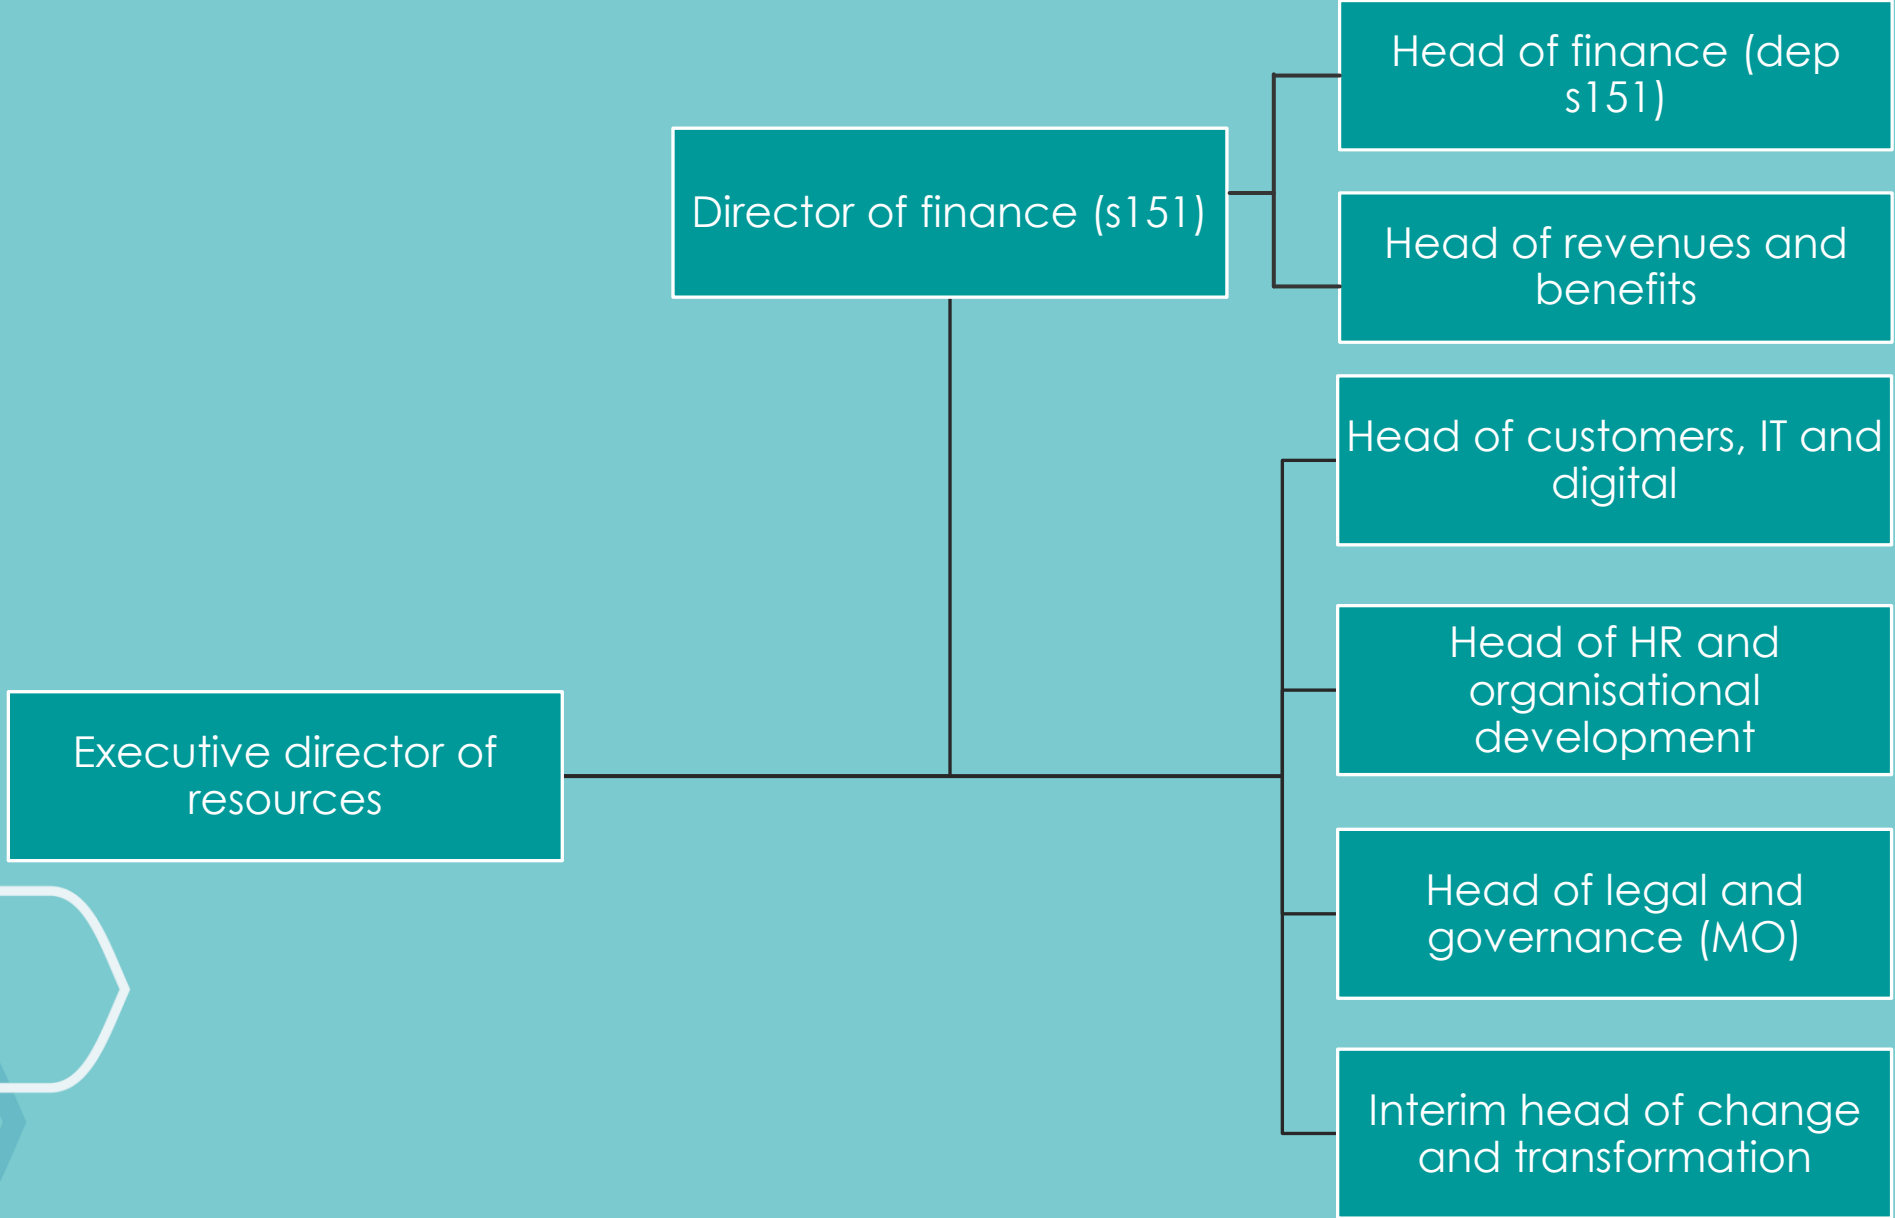 Head of finance (dep
s151)
Director of finance (s151)
Head of revenues and
benefits
Head of customers, IT and
digital
Head of HR and
organisational
development
Executive director of
resources
Head of legal and
governance (MO)
Interim head of change
and transformation